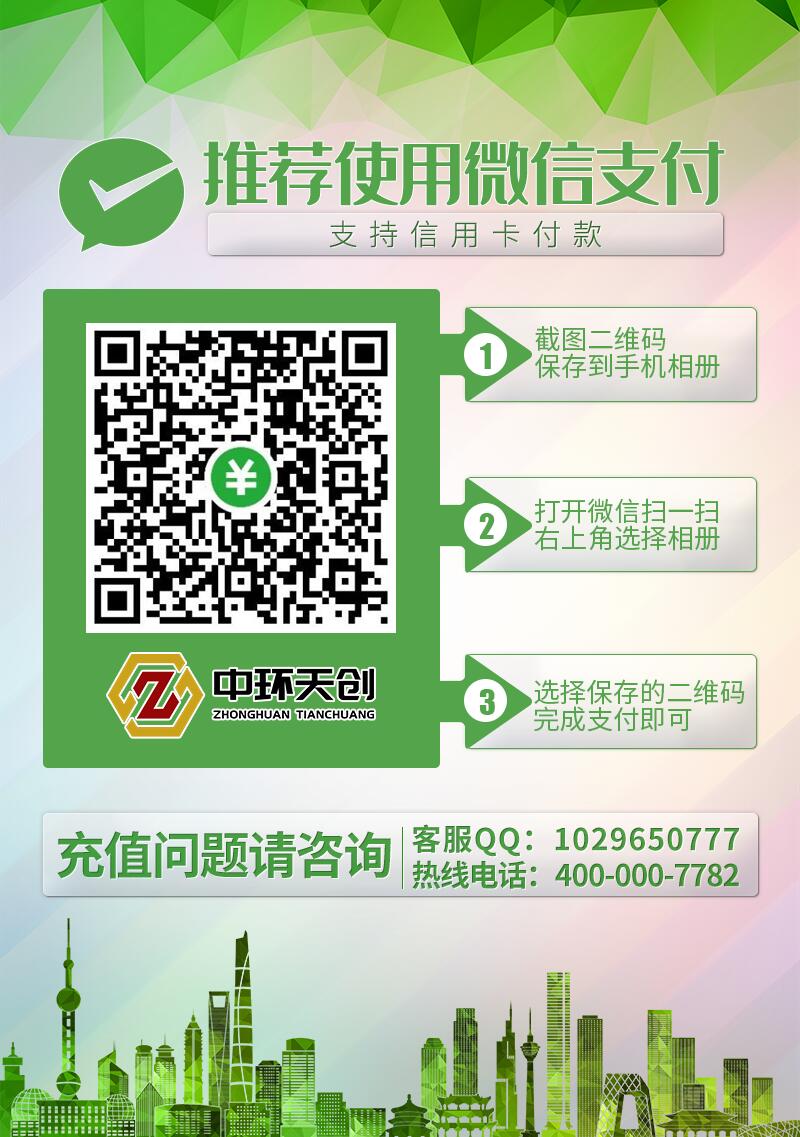 推荐使用微信支付
支持信用卡付款
1
截图二维码
保存到手机相册
2
打开微信扫一扫
右上角选择相册
3
选择保存的二维码
完成支付即可
¥
Z
中环天创
ZHONGHUAN TIANCHUANG
充值问题请咨询
客服QQ：1029650777
热线电话：400-000-7782